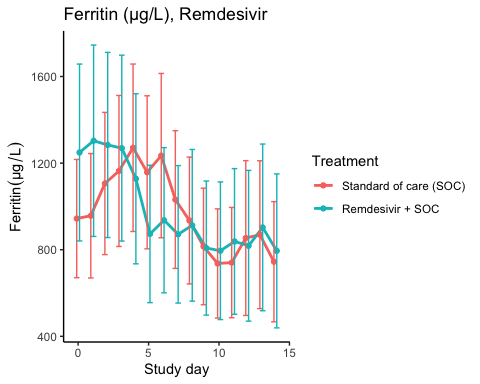 Ferritin (µg/L), Remdesivir
1600
1200
800
400
Ferritin(µg/L)
0 5 10 15
Study day
Treatment
Standard of care (SOC)
Remdesivir + SOC